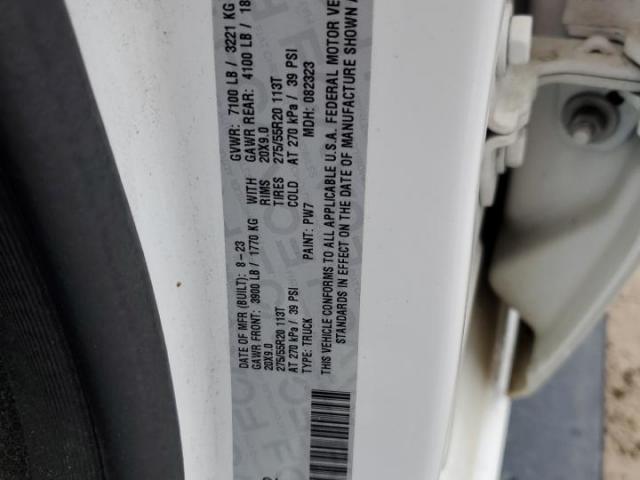 DATE OF MFR (BUILT): 8-23 GVWR: 7100 LB / 3221 KG
GAWR FRONT: 3900 LB / 1770 KG WITH GAWR REAR: 4100 LB / 18
20X9.0 RIMS 20X9.0
275/55R20 113T TIRES 275/55R20 113T
AT 270 kPa / 39 PSI COLD AT 270 kPa / 39 PSI
TYPE: TRUCK PAINT: PW7 MDH: 082323
THIS VEHICLE CONFORMS TO ALL APPLICABLE U.S.A. FEDERAL MOTOR VE
STANDARDS IN EFFECT ON THE DATE OF MANUFACTURE SHOWN A